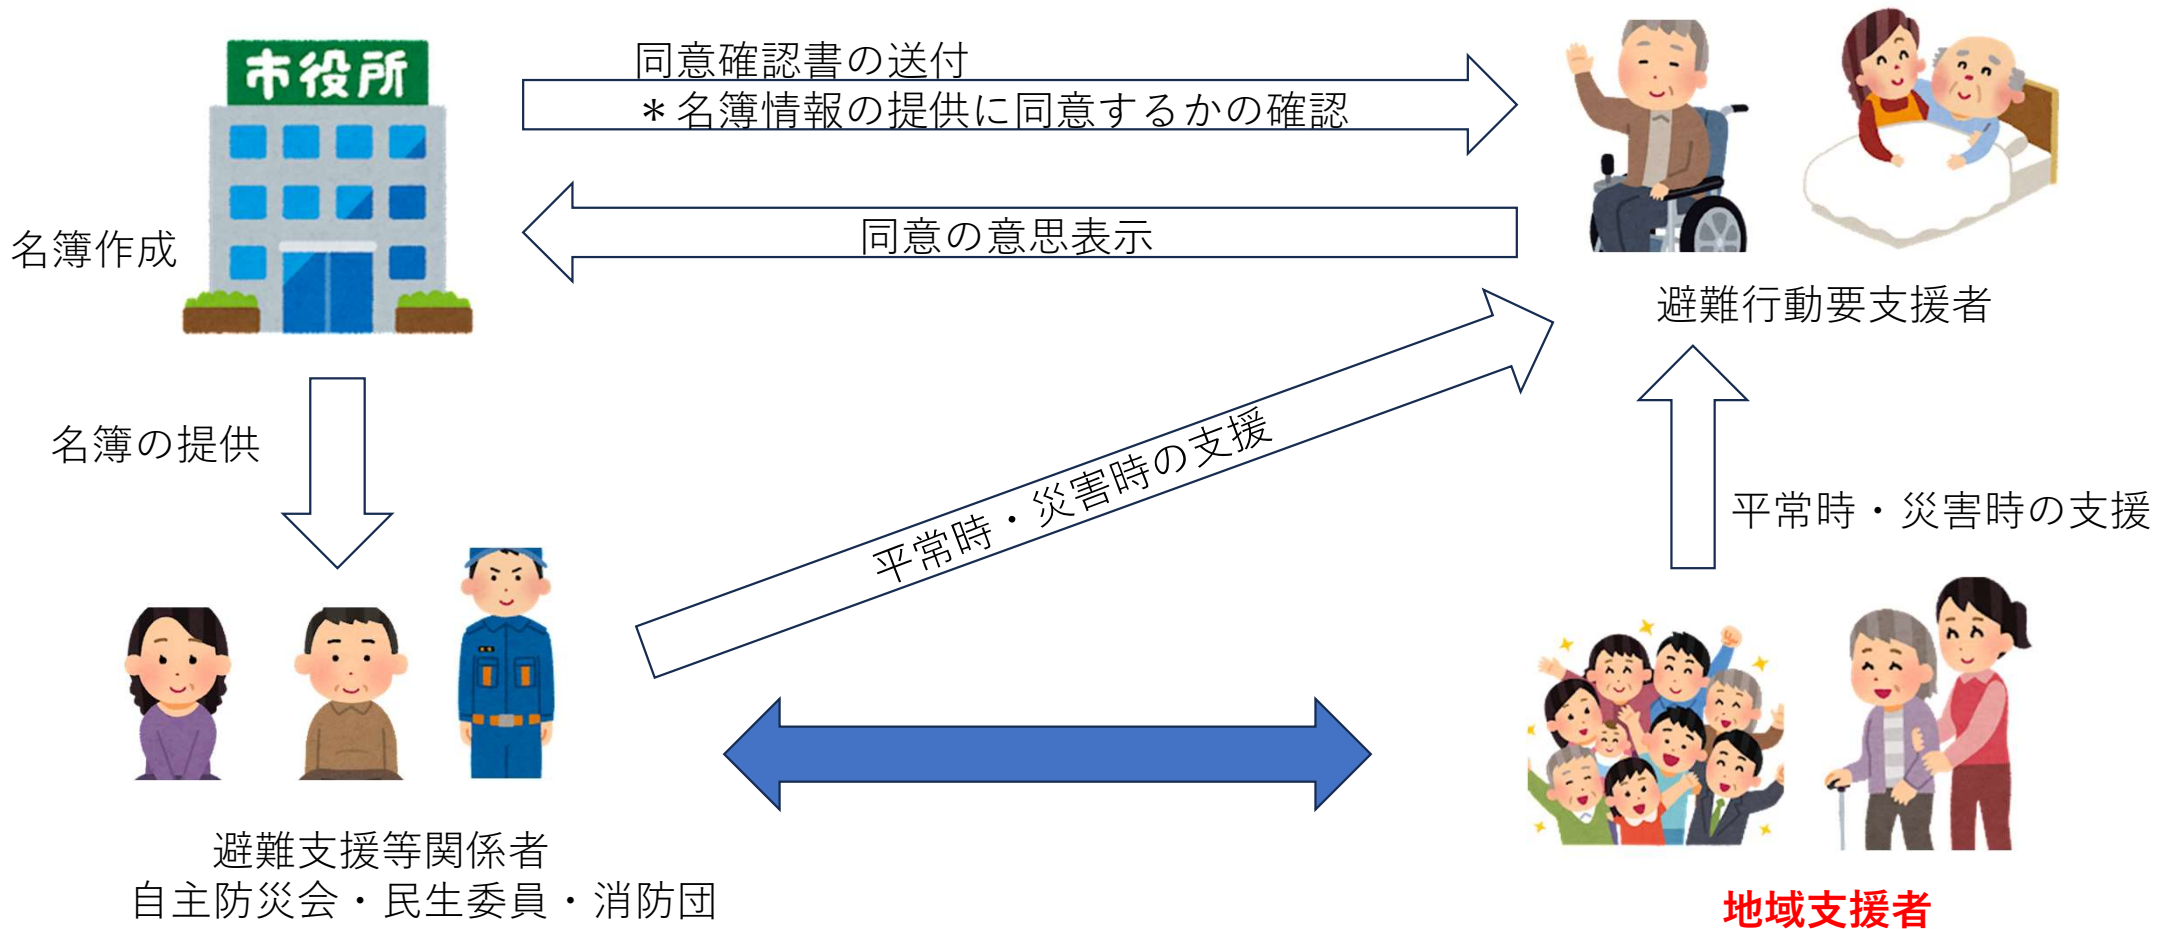 市役所
同意確認書の送付
＊名簿情報の提供に同意するかの確認
同意の意思表示
名簿作成
避難行動要支援者
名簿の提供
平常時・災害時の支援
平常時・災害時の支援
避難支援等関係者
自主防災会・民生委員・消防団
地域支援者